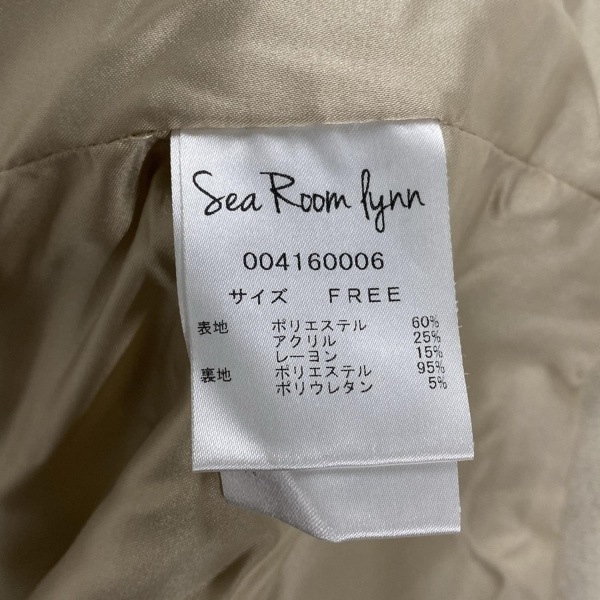 Sea Room lynn
004160006
サイズ FREE
表地 ポリエステル 60%
アクリル 25%
レーヨン 15%
裏地 ポリエステル 95%
ポリウレタン 5%